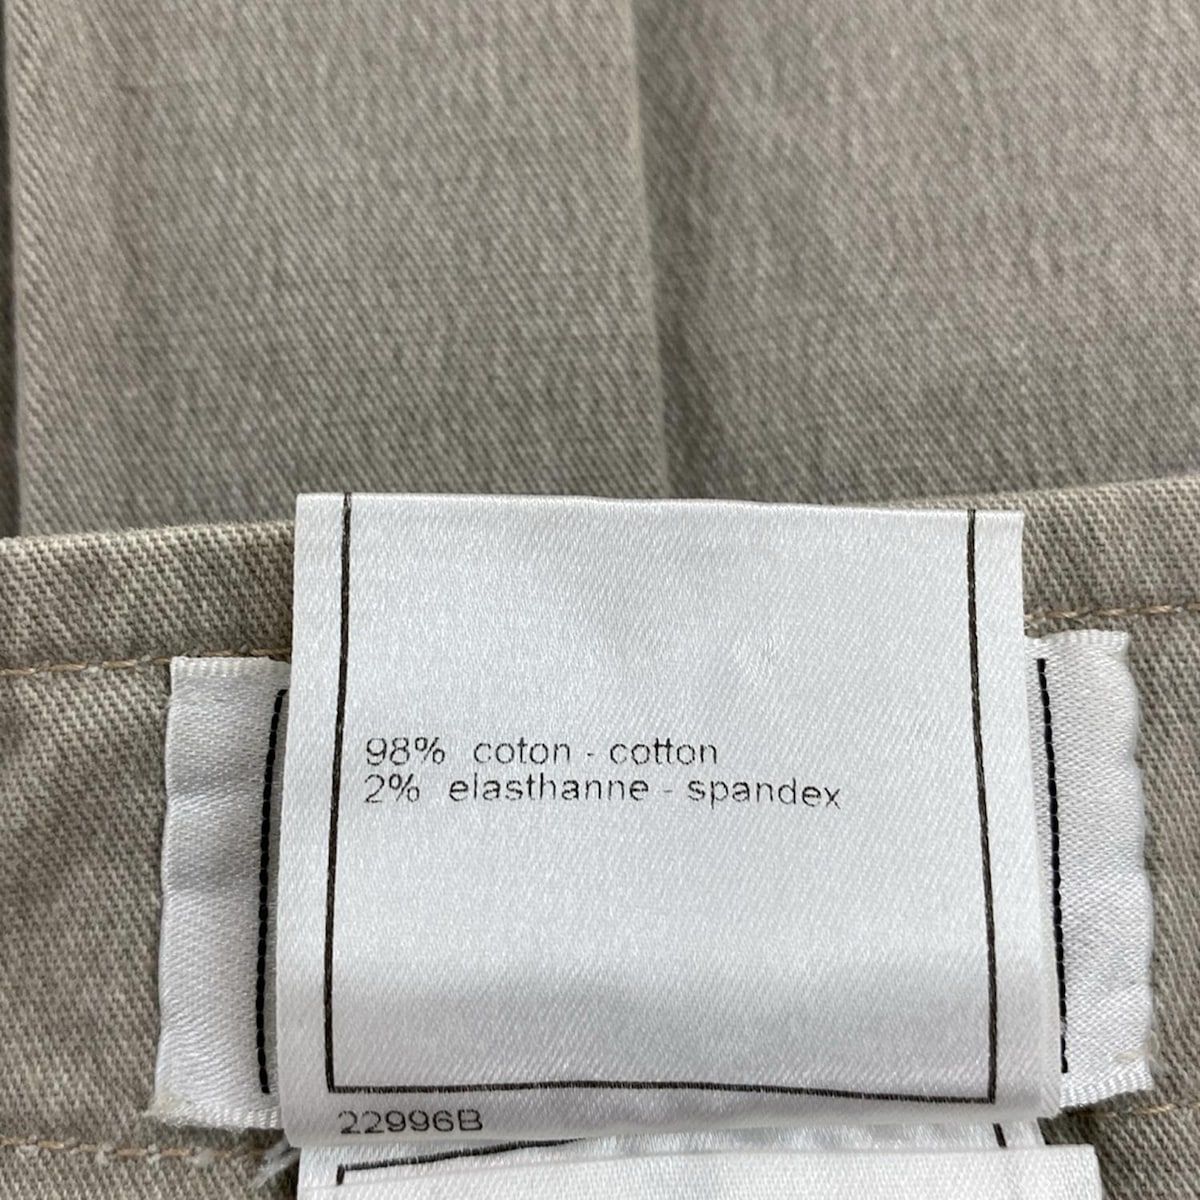 98% coton - cotton
2% elasthanne - spandex
22996B